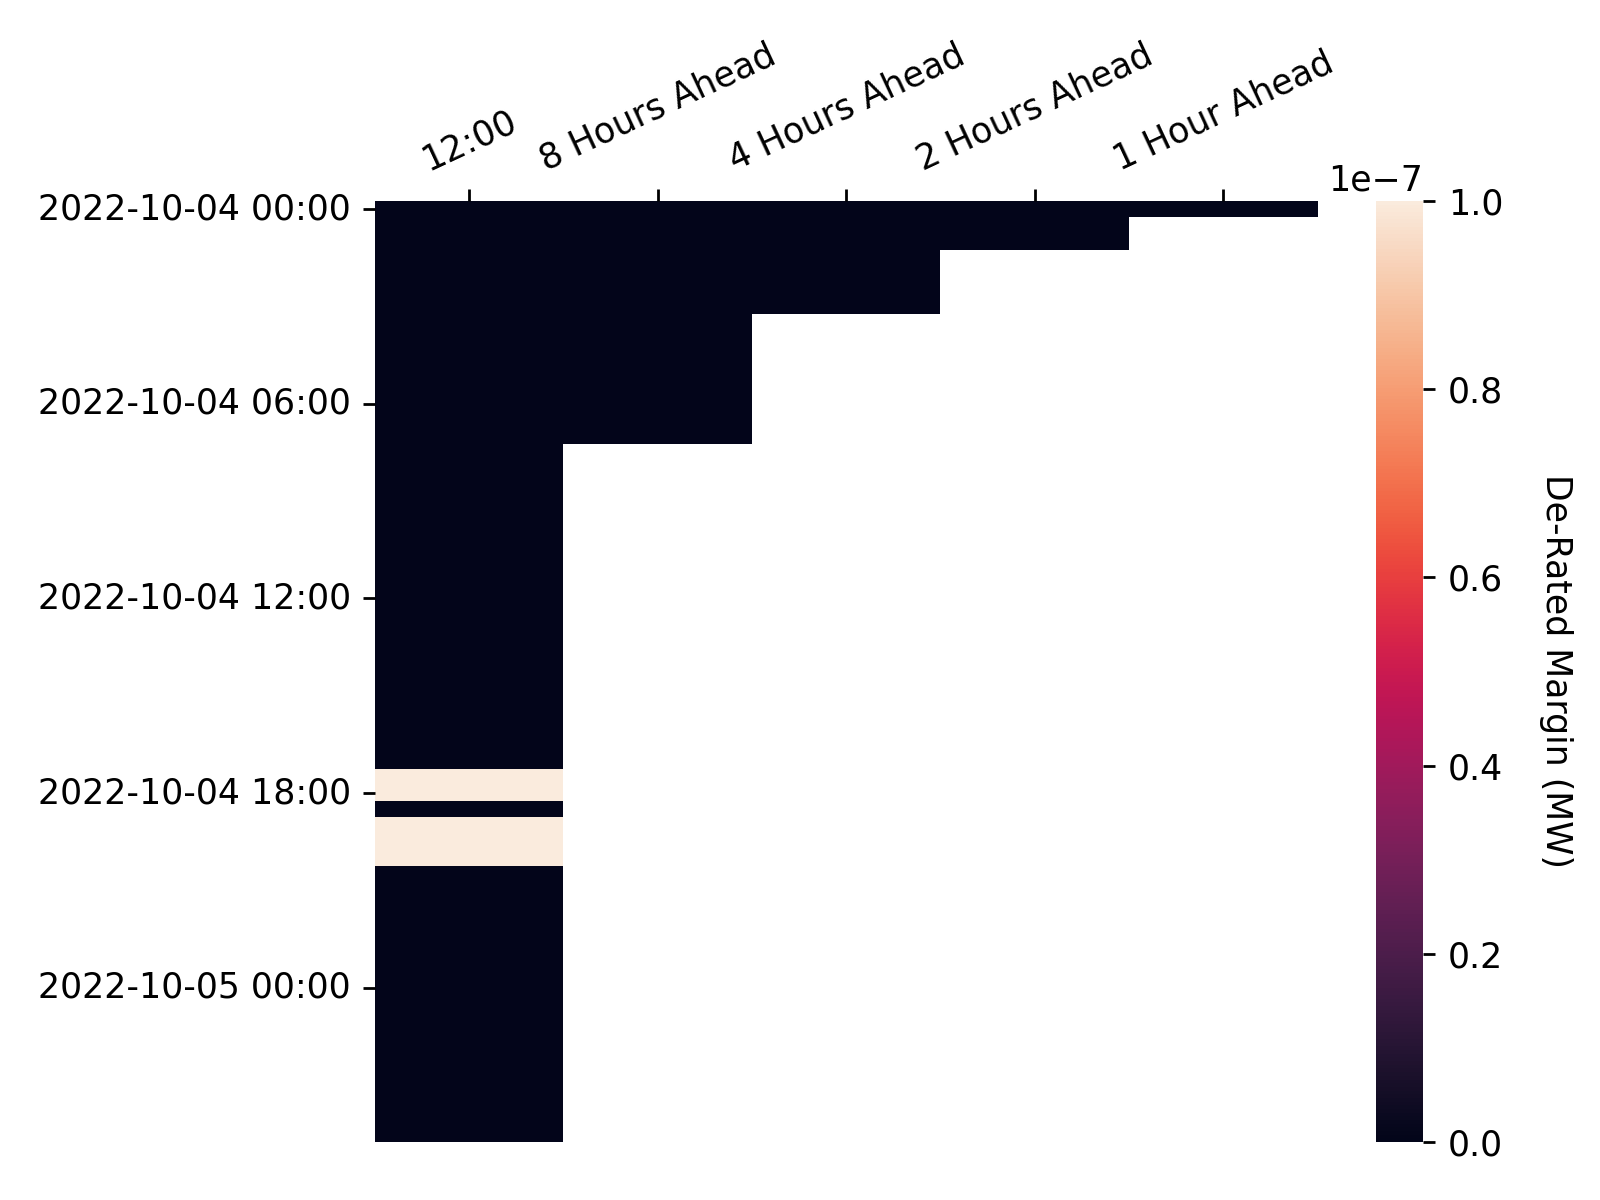 12:00
8 Hours Ahead
4 Hours Ahead
2 Hours Ahead
1 Hour Ahead
2022-10-04 00:00
2022-10-04 06:00
2022-10-04 12:00
2022-10-04 18:00
2022-10-05 00:00
1e−7
1.0
0.8
0.6
0.4
0.2
0.0
De-Rated Margin (MW)